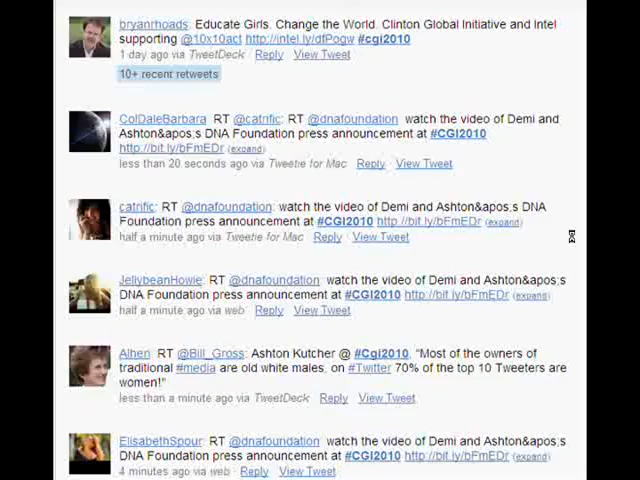 bryanrhoads: Educate Girls. Change the World. Clinton Global Initiative and Intel
supporting @10x10act http://intel.ly/dfPogw #cgi2010
1 day ago via TweetDeck Reply View Tweet
10+ recent retweets
ColDaleBarbara RT @catrific: RT @dnafoundation watch the video of Demi and
Ashton&apos;s DNA Foundation press announcement at #CGI2010
http://bit.ly/bFmEDr (expand)
less than 20 seconds ago via Tweetie for Mac Reply View Tweet
catrific: RT @dnafoundation: watch the video of Demi and Ashton&apos;s DNA
Foundation press announcement at #CGI2010 http://bit.ly/bFmEDr (expand)
half a minute ago via Tweetie for Mac Reply View Tweet
JellybeanHowie: RT @dnafoundation watch the video of Demi and Ashton&apos;s
DNA Foundation press announcement at #CGI2010 http://bit.ly/bFmEDr (expand)
half a minute ago via web Reply View Tweet
Alhen RT @Bill_Gross: Ashton Kutcher @ #Cgi2010, "Most of the owners of
traditional #media are old white males, on #Twitter 70% of the top 10 Tweeters are
women!"
less than a minute ago via TweetDeck Reply View Tweet
ElisabethSpour: RT @dnafoundation watch the video of Demi and Ashton&apos;s
DNA Foundation press announcement at #CGI2010 http://bit.ly/bFmEDr (expand)
4 minutes ago via web Reply View Tweet